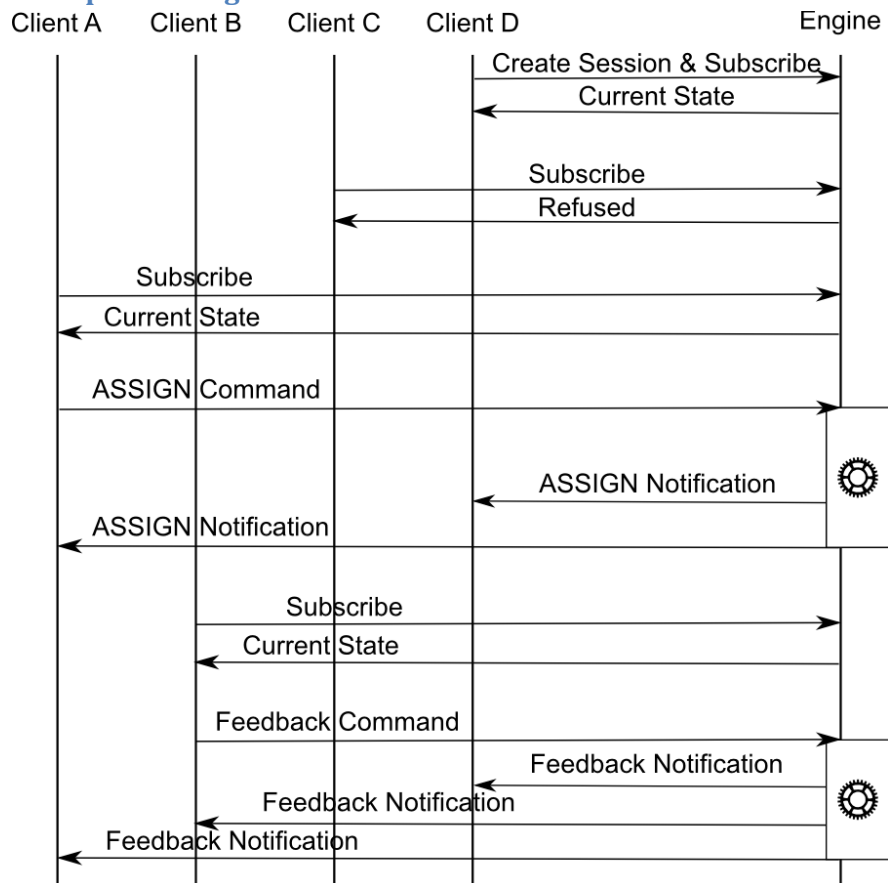 Client A Client B Client C Client D Engine
Create Session & Subscribe
Current State
Subscribe
Refused
Subscribe
Current State
ASSIGN Command
ASSIGN Notification
ASSIGN Notification
Subscribe
Current State
Feedback Command
Feedback Notification
Feedback Notification
Feedback Notification